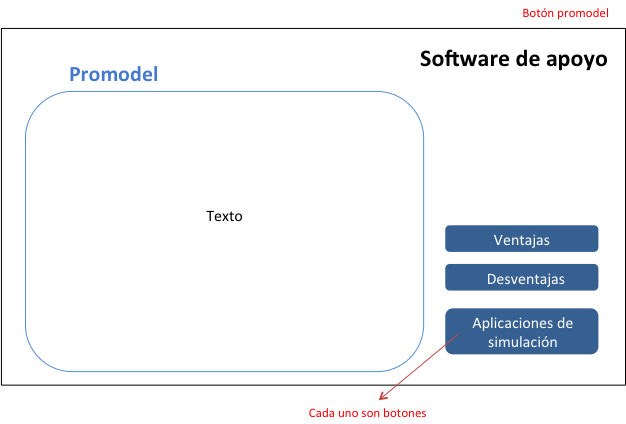 Botón promodel
Software de apoyo
Promodel
Texto
Ventajas
Desventajas
Aplicaciones de
simulación
Cada uno son botones